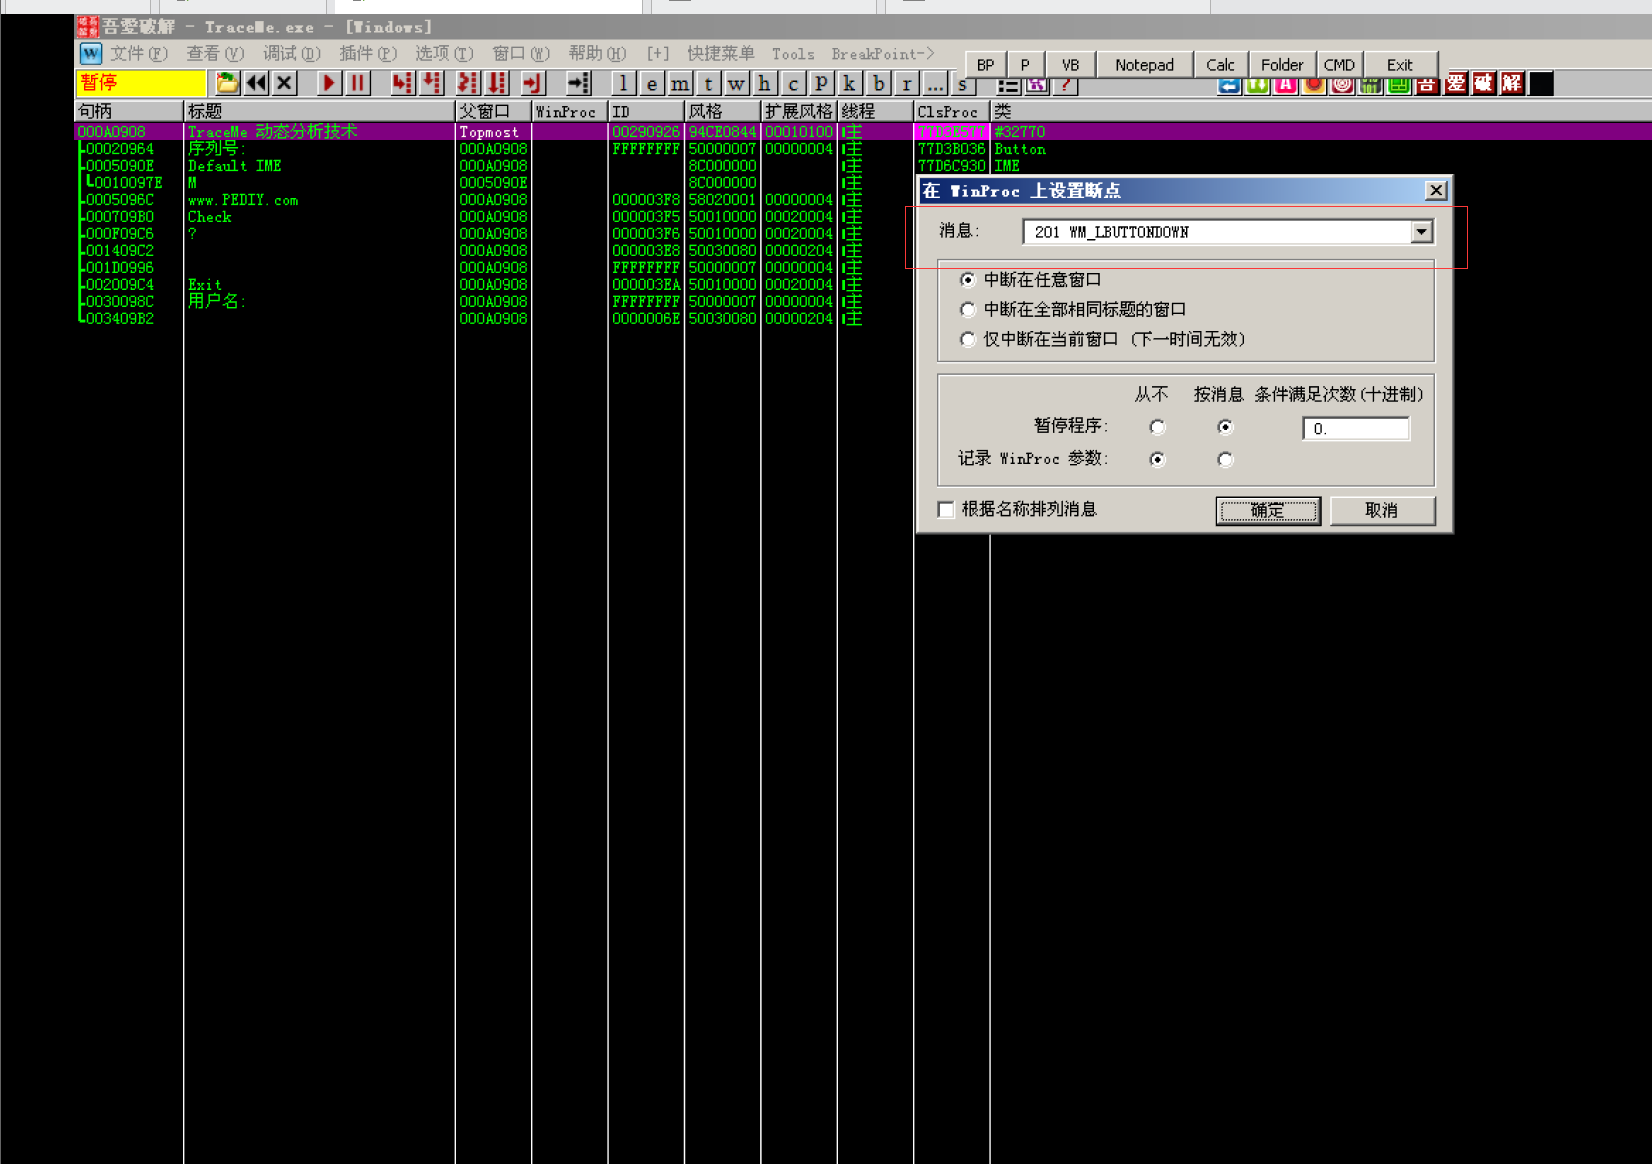 吾爱破解 - TraceMe.exe - [Windows]
文件(F) 查看(V) 调试(D) 插件(P) 选项(T) 窗口(W) 帮助(H) [+] 快捷菜单 Tools BreakPoint->
BP P VB Notepad Calc Folder CMD Exit
暂停 l e m t w h c p k b r ... s ? 吾 爱 破 解
句柄 标题 父窗口 WinProc ID 风格 扩展风格 线程 ClsProc 类
000A0908 TraceMe 动态分析技术 Topmost 00290926 94CE0844 00010100 主 77D3E577 #32770
00020964 序列号: 000A0908 FFFFFFFF 50000007 00000004 主 77D3B036 Button
0005090E Default IME 000A0908 8C000000 主 77D6C930 IME
0010097E M 0005090E 8C000000 主
0005096C www.PEDIY.com 000A0908 000003F8 58020001 00000004 主
000709B0 Check 000A0908 000003F5 50010000 00020004 主
000F09C6 ? 000A0908 000003F6 50010000 00020004 主
001409C2 000A0908 000003E8 50030080 00000204 主
001D0996 000A0908 FFFFFFFF 50000007 00000004 主
002009C4 Exit 000A0908 000003EA 50010000 00020004 主
0030098C 用户名: 000A0908 FFFFFFFF 50000007 00000004 主
003409B2 000A0908 0000006E 50030080 00000204 主
在 WinProc 上设置断点
消息: 201 WM_LBUTTONDOWN
中断在任意窗口
中断在全部相同标题的窗口
仅中断在当前窗口 (下一时间无效)
从不 按消息 条件满足次数(十进制)
暂停程序: 0.
记录 WinProc 参数:
根据名称排列消息 确定 取消